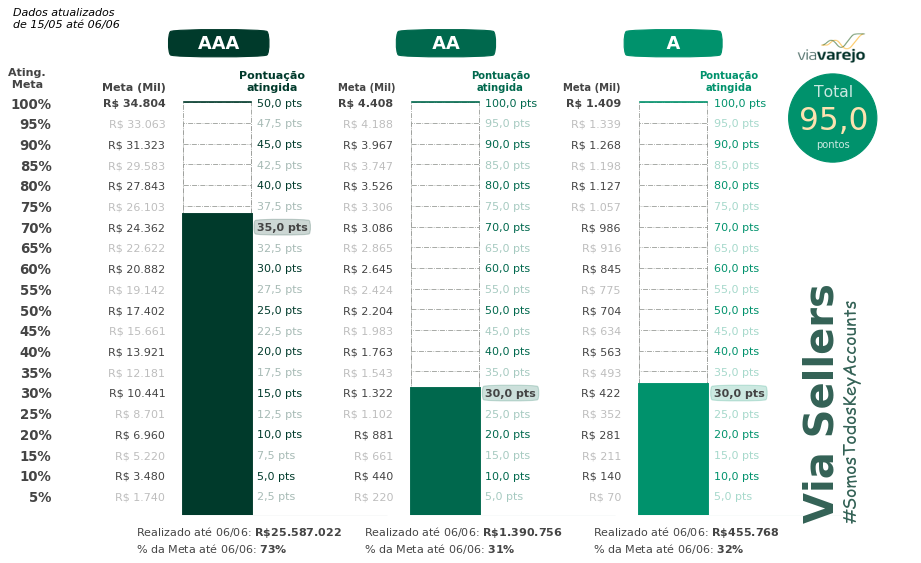 Dados atualizados
de 15/05 até 06/06
AAA
AA
A
viavarejo
Total
95,0
pontos
Ating.
Meta
Meta (Mil)
Pontuação
atingida
Meta (Mil)
Pontuação
atingida
Meta (Mil)
Pontuação
atingida
100% R$ 34.804 50,0 pts R$ 4.408 100,0 pts R$ 1.409 100,0 pts
95% R$ 33.063 47,5 pts R$ 4.188 95,0 pts R$ 1.339 95,0 pts
90% R$ 31.323 45,0 pts R$ 3.967 90,0 pts R$ 1.268 90,0 pts
85% R$ 29.583 42,5 pts R$ 3.747 85,0 pts R$ 1.198 85,0 pts
80% R$ 27.843 40,0 pts R$ 3.526 80,0 pts R$ 1.127 80,0 pts
75% R$ 26.103 37,5 pts R$ 3.306 75,0 pts R$ 1.057 75,0 pts
70% R$ 24.362 35,0 pts R$ 3.086 70,0 pts R$ 986 70,0 pts
65% R$ 22.622 32,5 pts R$ 2.865 65,0 pts R$ 916 65,0 pts
60% R$ 20.882 30,0 pts R$ 2.645 60,0 pts R$ 845 60,0 pts
55% R$ 19.142 27,5 pts R$ 2.424 55,0 pts R$ 775 55,0 pts
50% R$ 17.402 25,0 pts R$ 2.204 50,0 pts R$ 704 50,0 pts
45% R$ 15.661 22,5 pts R$ 1.983 45,0 pts R$ 634 45,0 pts
40% R$ 13.921 20,0 pts R$ 1.763 40,0 pts R$ 563 40,0 pts
35% R$ 12.181 17,5 pts R$ 1.543 35,0 pts R$ 493 35,0 pts
30% R$ 10.441 15,0 pts R$ 1.322 30,0 pts R$ 422 30,0 pts
25% R$ 8.701 12,5 pts R$ 1.102 25,0 pts R$ 352 25,0 pts
20% R$ 6.960 10,0 pts R$ 881 20,0 pts R$ 281 20,0 pts
15% R$ 5.220 7,5 pts R$ 661 15,0 pts R$ 211 15,0 pts
10% R$ 3.480 5,0 pts R$ 440 10,0 pts R$ 140 10,0 pts
5% R$ 1.740 2,5 pts R$ 220 5,0 pts R$ 70 5,0 pts
Via Sellers
#SomosTodosKeyAccounts
Realizado até 06/06: R$25.587.022
% da Meta até 06/06: 73%
Realizado até 06/06: R$1.390.756
% da Meta até 06/06: 31%
Realizado até 06/06: R$455.768
% da Meta até 06/06: 32%